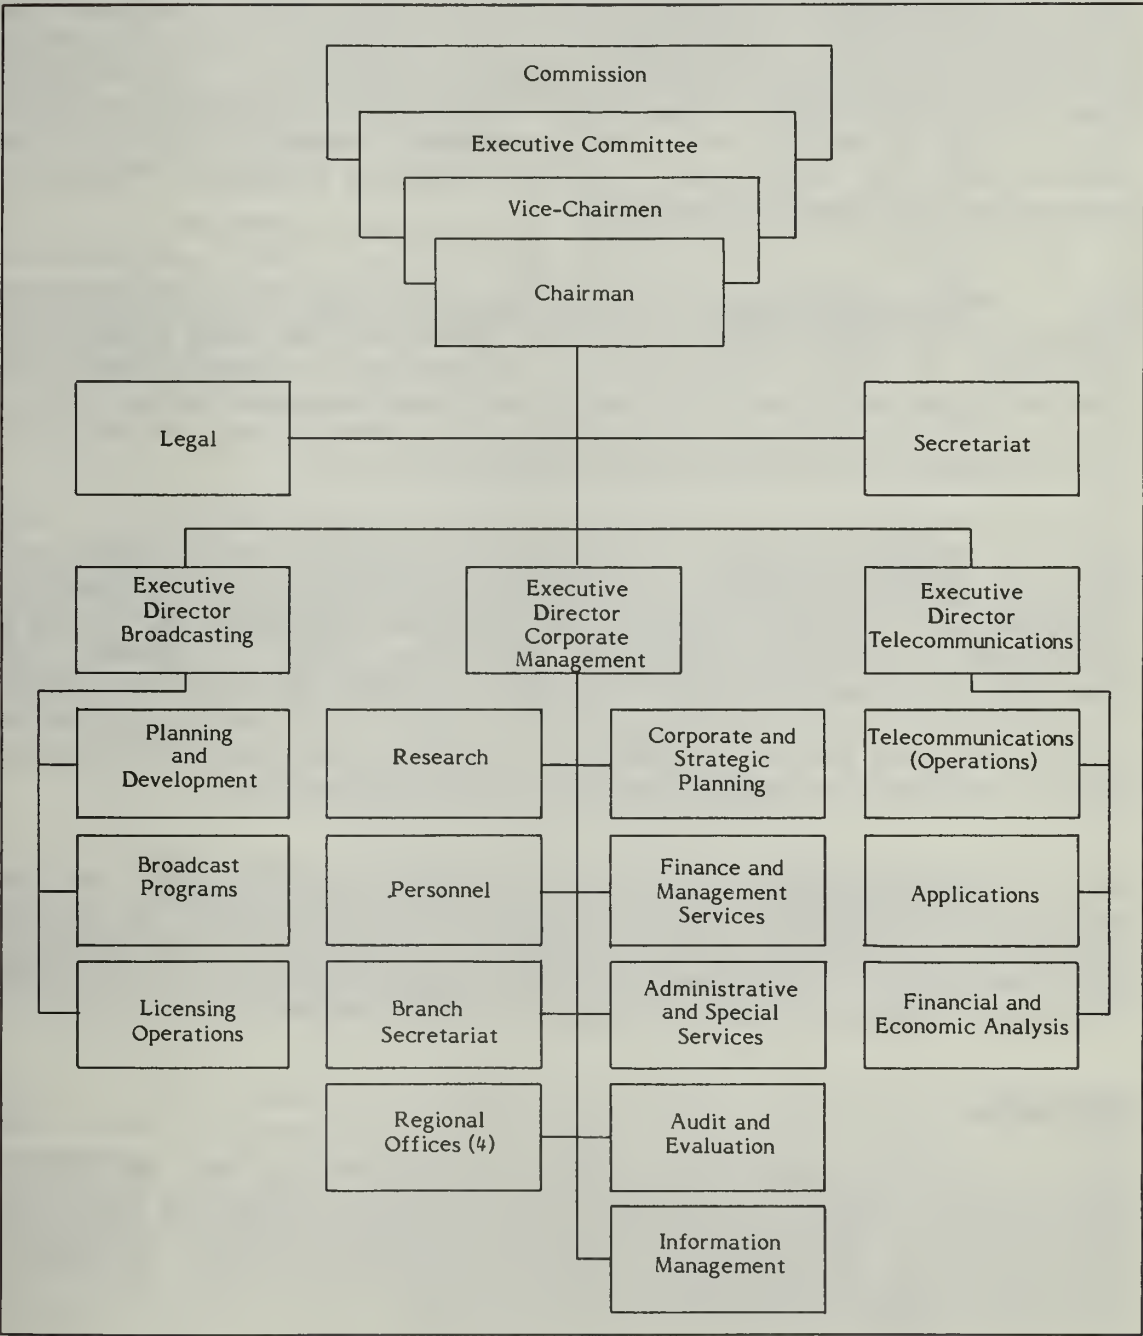 Commission
Executive Committee
Vice-Chairmen
Chairman
Legal
Secretariat
Executive
Director
Broadcasting
Executive
Director
Corporate
Management
Executive
Director
Telecommunications
Planning
and
Development
Research
Corporate and
Strategic
Planning
Telecommunications
(Operations)
Broadcast
Programs
Personnel
Finance and
Management
Services
Applications
Licensing
Operations
Branch
Secretariat
Administrative
and Special
Services
Financial and
Economic Analysis
Regional
Offices (4)
Audit and
Evaluation
Information
Management